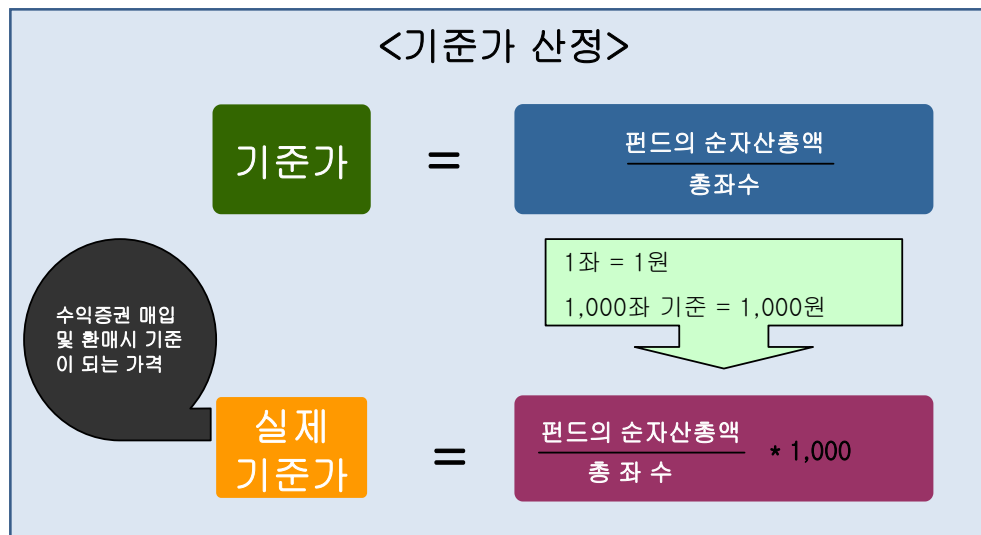 <기준가 산정>
기준가
=
펀드의 순자산총액
총좌수
1좌 = 1원
1,000좌 기준 = 1,000원
수익증권 매입
및 환매시 기준
이 되는 가격
실제
기준가
=
펀드의 순자산총액
총 좌 수
* 1,000